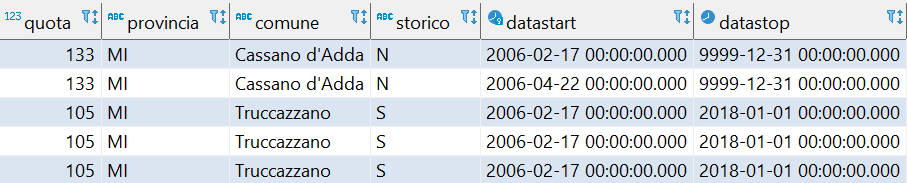 123 quota ABC provincia ABC comune ABC storico datastart datastop
133 MI Cassano d'Adda N 2006-02-17 00:00:00.000 9999-12-31 00:00:00.000
133 MI Cassano d'Adda N 2006-04-22 00:00:00.000 9999-12-31 00:00:00.000
105 MI Truccazzano S 2006-02-17 00:00:00.000 2018-01-01 00:00:00.000
105 MI Truccazzano S 2006-02-17 00:00:00.000 2018-01-01 00:00:00.000
105 MI Truccazzano S 2006-02-17 00:00:00.000 2018-01-01 00:00:00.000